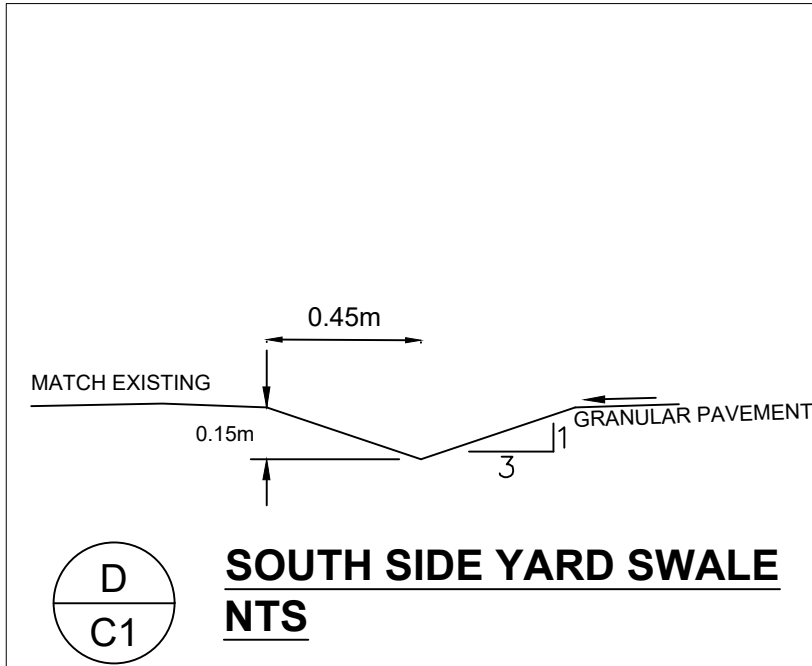 0.45m
MATCH EXISTING
GRANULAR PAVEMENT
0.15m
1
3
D
C1
SOUTH SIDE YARD SWALE
NTS